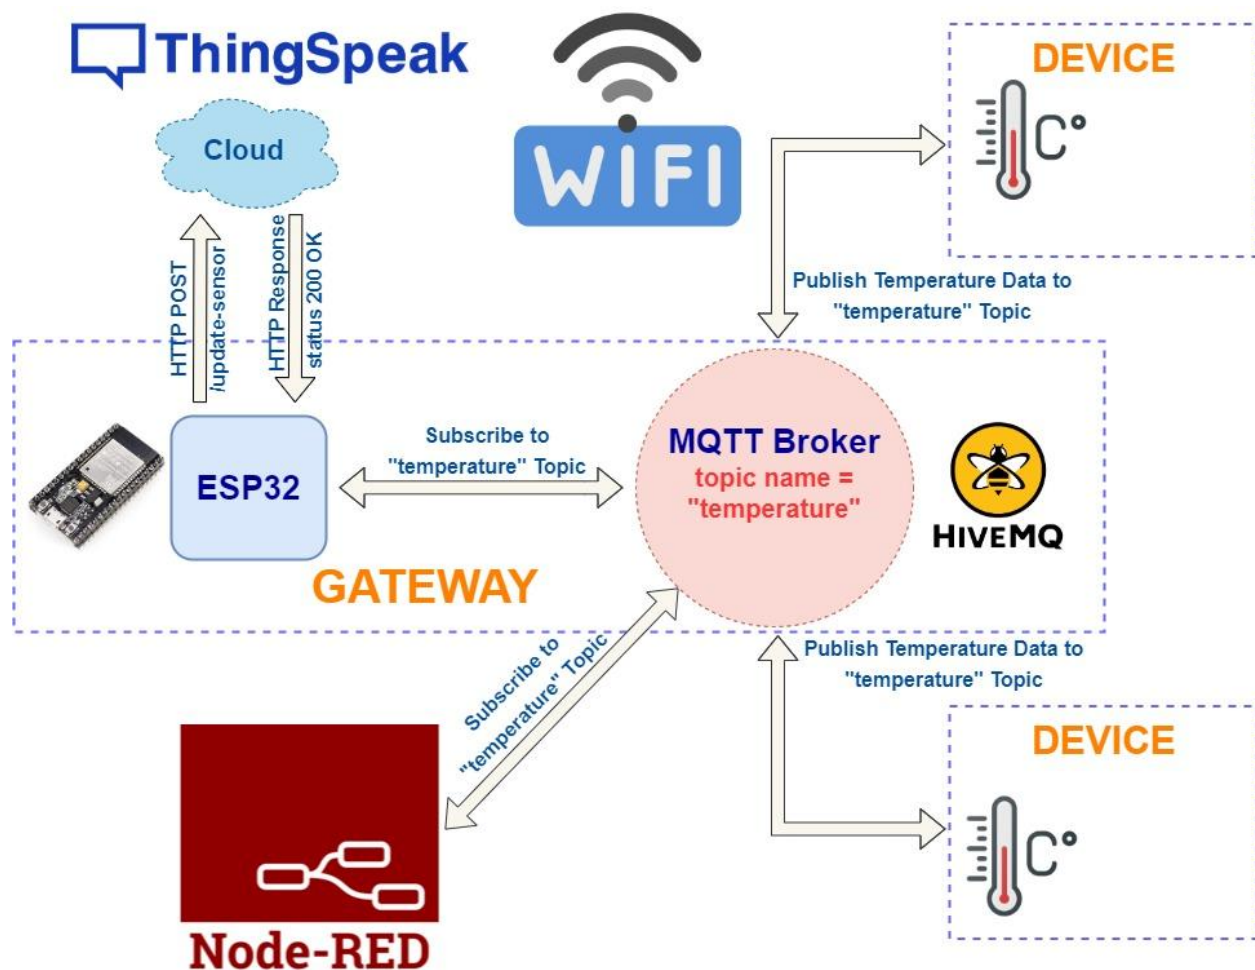 ThingSpeak
Cloud
WIFI
DEVICE
C°
HTTP POST
/update-sensor
HTTP Response
status 200 OK
Publish Temperature Data to
"temperature" Topic
ESP32
Subscribe to
"temperature" Topic
MQTT Broker
topic name =
"temperature"
HIVEMQ
GATEWAY
Subscribe to
"temperature" Topic
Publish Temperature Data to
"temperature" Topic
DEVICE
C°
Node-RED